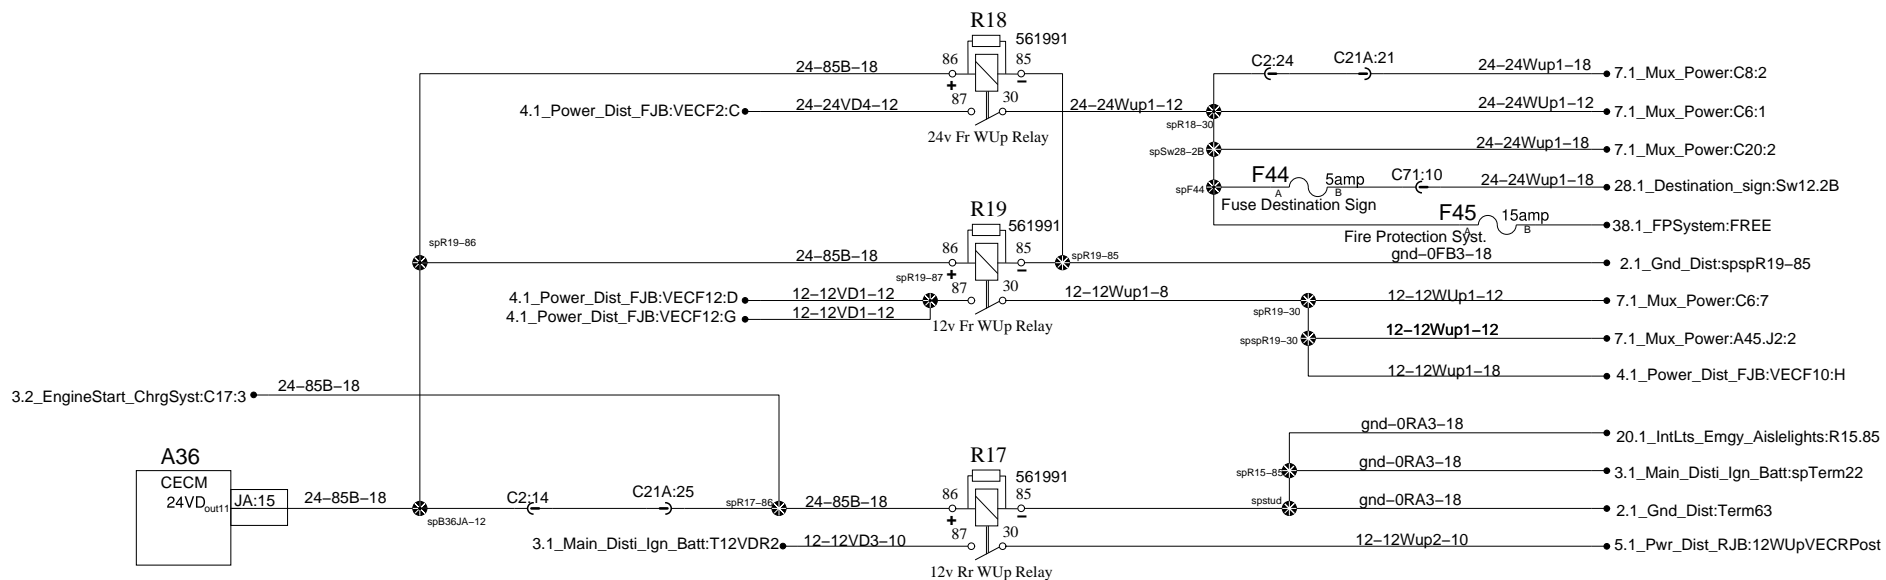 R18
561991
86
85
+
–
24–85B–18
C2:24
C21A:21
24–24Wup1–18
7.1_Mux_Power:C8:2
4.1_Power_Dist_FJB:VECF2:C
24–24VD4–12
87
30
24–24Wup1–12
spR18–30
24–24WUp1–12
7.1_Mux_Power:C6:1
24v Fr WUp Relay
spSw28–2B
24–24Wup1–18
7.1_Mux_Power:C20:2
spF44
F44
A
5amp
B
Fuse Destination Sign
C71:10
24–24Wup1–18
28.1_Destination_sign:Sw12.2B
F45
A
15amp
B
Fire Protection Syst.
38.1_FPSystem:FREE
R19
561991
spR19–86
24–85B–18
86
85
+
–
spR19–85
gnd–0FB3–18
2.1_Gnd_Dist:spspR19–85
spR19–87
4.1_Power_Dist_FJB:VECF12:D
12–12VD1–12
87
30
12–12Wup1–8
12–12WUp1–12
7.1_Mux_Power:C6:7
4.1_Power_Dist_FJB:VECF12:G
12–12VD1–12
12v Fr WUp Relay
spR19–30
spspR19–30
12–12Wup1–12
7.1_Mux_Power:A45.J2:2
12–12Wup1–18
4.1_Power_Dist_FJB:VECF10:H
3.2_EngineStart_ChrgSyst:C17:3
24–85B–18
gnd–0RA3–18
20.1_IntLts_Emgy_Aislelights:R15.85
A36
CECM
24VD
out11
JA:15
24–85B–18
spB36JA–12
C2:14
C21A:25
spR17–86
24–85B–18
R17
561991
86
85
+
–
spR15–85
gnd–0RA3–18
3.1_Main_Disti_Ign_Batt:spTerm22
spstud
gnd–0RA3–18
2.1_Gnd_Dist:Term63
3.1_Main_Disti_Ign_Batt:T12VDR2
12–12VD3–10
87
30
12–12Wup2–10
5.1_Pwr_Dist_RJB:12WUpVECRPost
12v Rr WUp Relay